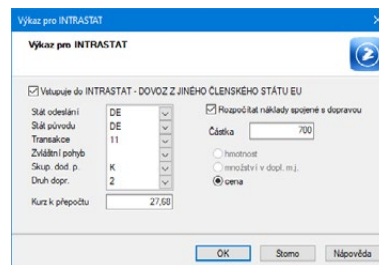 Výkaz pro INTRASTAT
Výkaz pro INTRASTAT
Vstupuje do INTRASTAT - DOVOZ Z JINÉHO ČLENSKÉHO STÁTU EU
Stát odeslání DE
Stát původu DE
Transakce 11
Zvláštní pohyb
Skup. dod. p. K
Druh dopr. 2
Kurz k přepočtu 27,68
Rozpočítat náklady spojené s dopravou
Částka 700
hmotnost
množství v dopl. m.j.
cena
OK Storno Nápověda